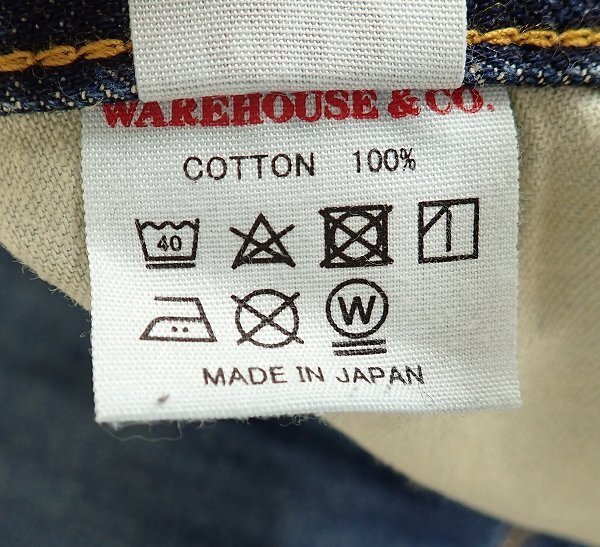 WAREHOUSE & CO.
COTTON 100%
40
W
MADE IN JAPAN